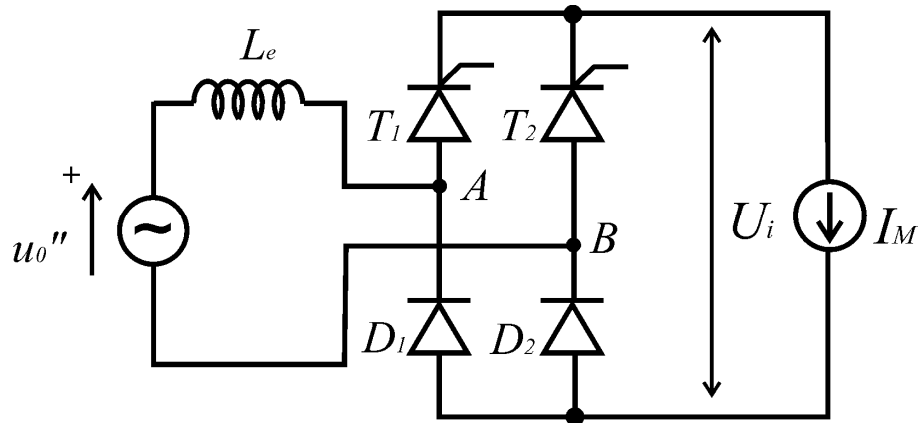 Le
T1
T2
A
+
u0"
~
B
Ui
IM
D1
D2